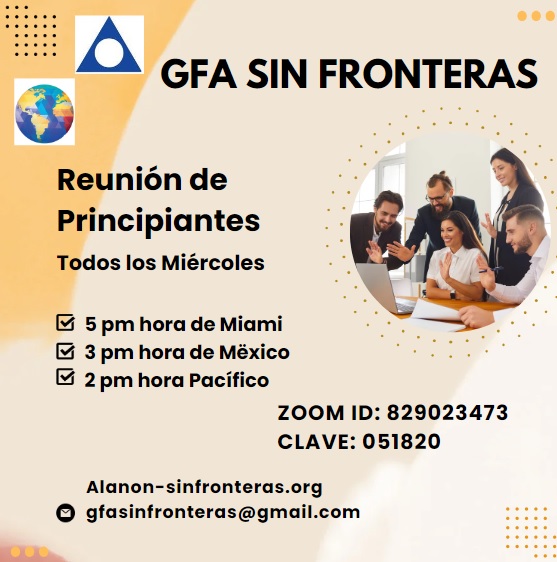 GFA SIN FRONTERAS
Reunión de
Principiantes
Todos los Miércoles
5 pm hora de Miami
3 pm hora de Mëxico
2 pm hora Pacífico
ZOOM ID: 829023473
CLAVE: 051820
Alanon-sinfronteras.org
gfasinfronteras@gmail.com